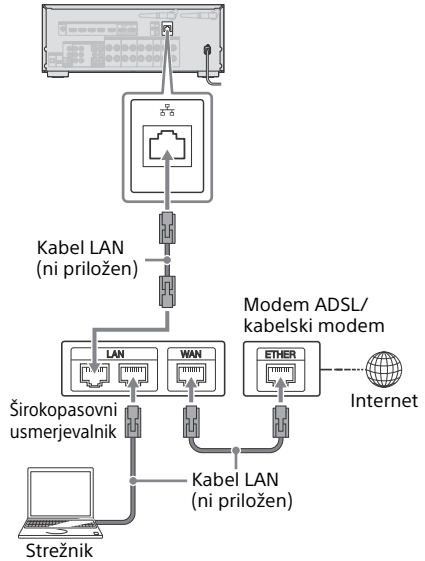 Kabel LAN
(ni priložen)
Modem ADSL/
kabelski modem
LAN
WAN
ETHER
Internet
Širokopasovni
usmerjevalnik
Kabel LAN
(ni priložen)
Strežnik